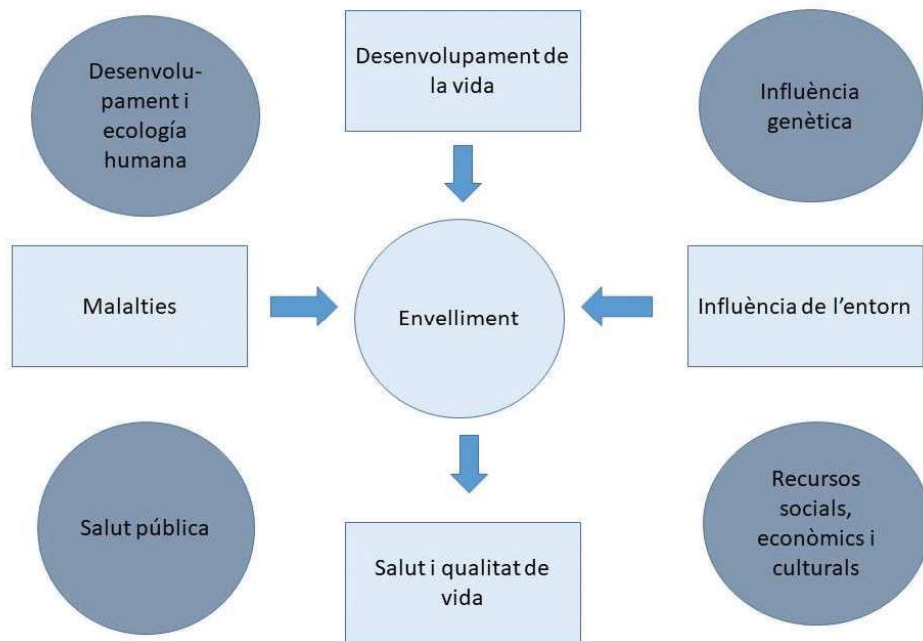 Desenvolu-
pament i
ecología
humana
Desenvolupament de
la vida
Influència
genètica
Malalties
Envelliment
Influència de l'entorn
Salut pública
Salut i qualitat de
vida
Recursos
socials,
econòmics i
culturals